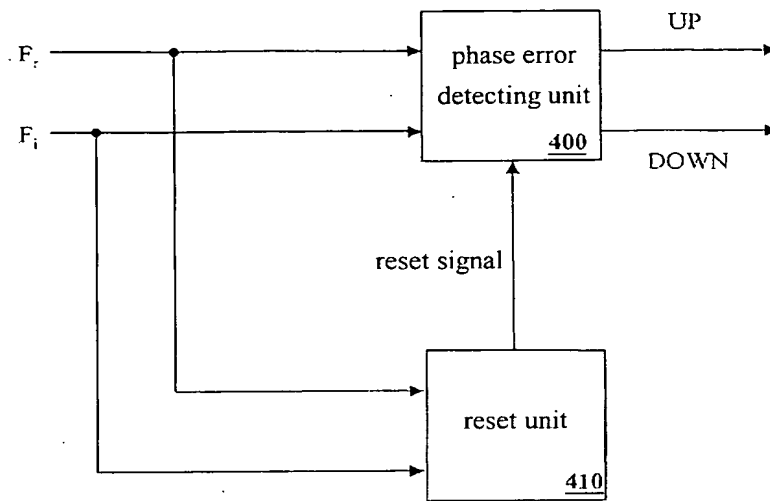 Fr
UP
phase error
detecting unit
400
Fi
DOWN
reset signal
reset unit
410